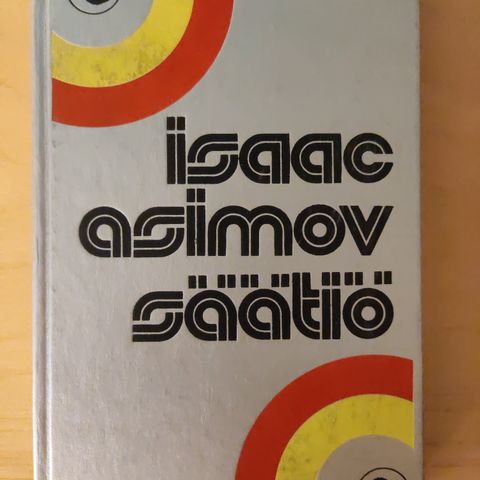 isaac
asimov
säätiö